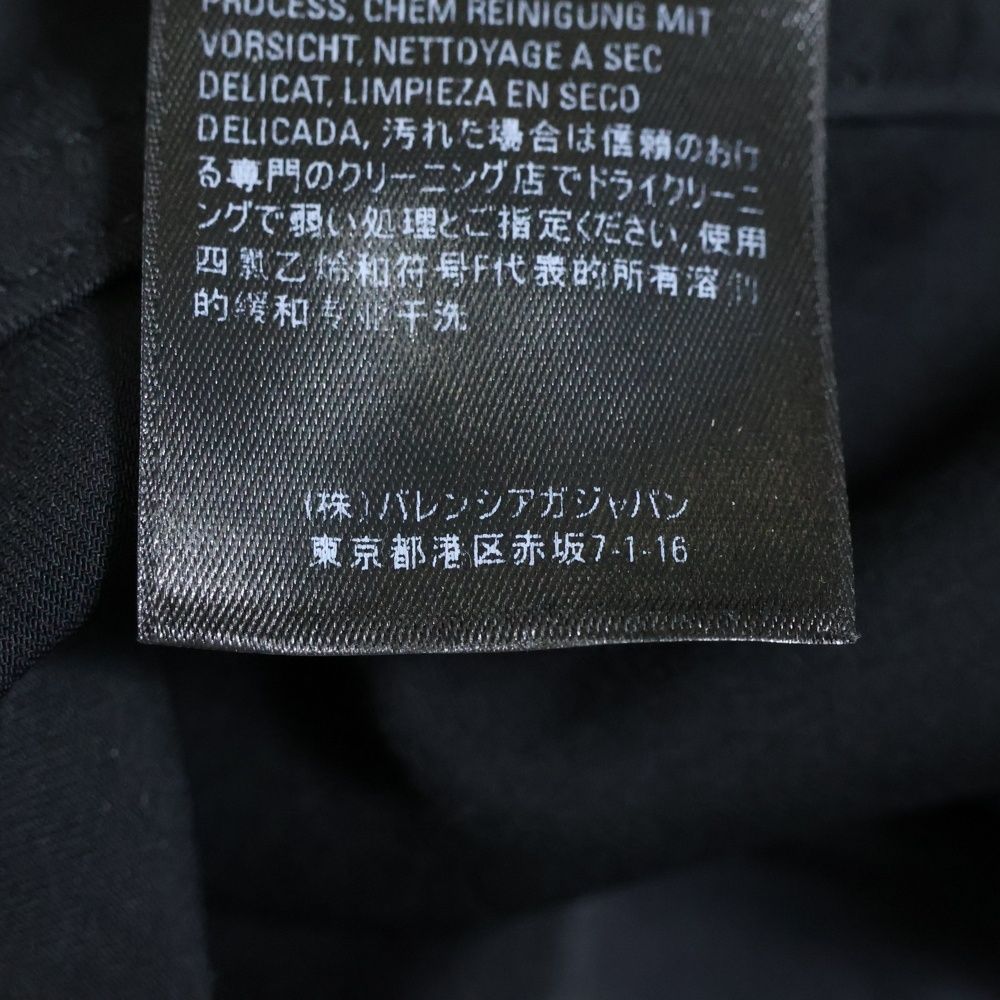 PROCESS, CHEM REINIGUNG MIT
VORSICHT, NETTOYAGE A SEC
DELICAT, LIMPIEZA EN SECO
DELICADA, 汚れた場合は信頼のおけ
る専門のクリーニング店でドライクリーニ
ングで弱い処理とご指定ください, 使用
四氯乙烯和符号F代表的所有溶剂
的缓和专业干洗
(株)バレンシアガジャパン
東京都港区赤坂7-1-16